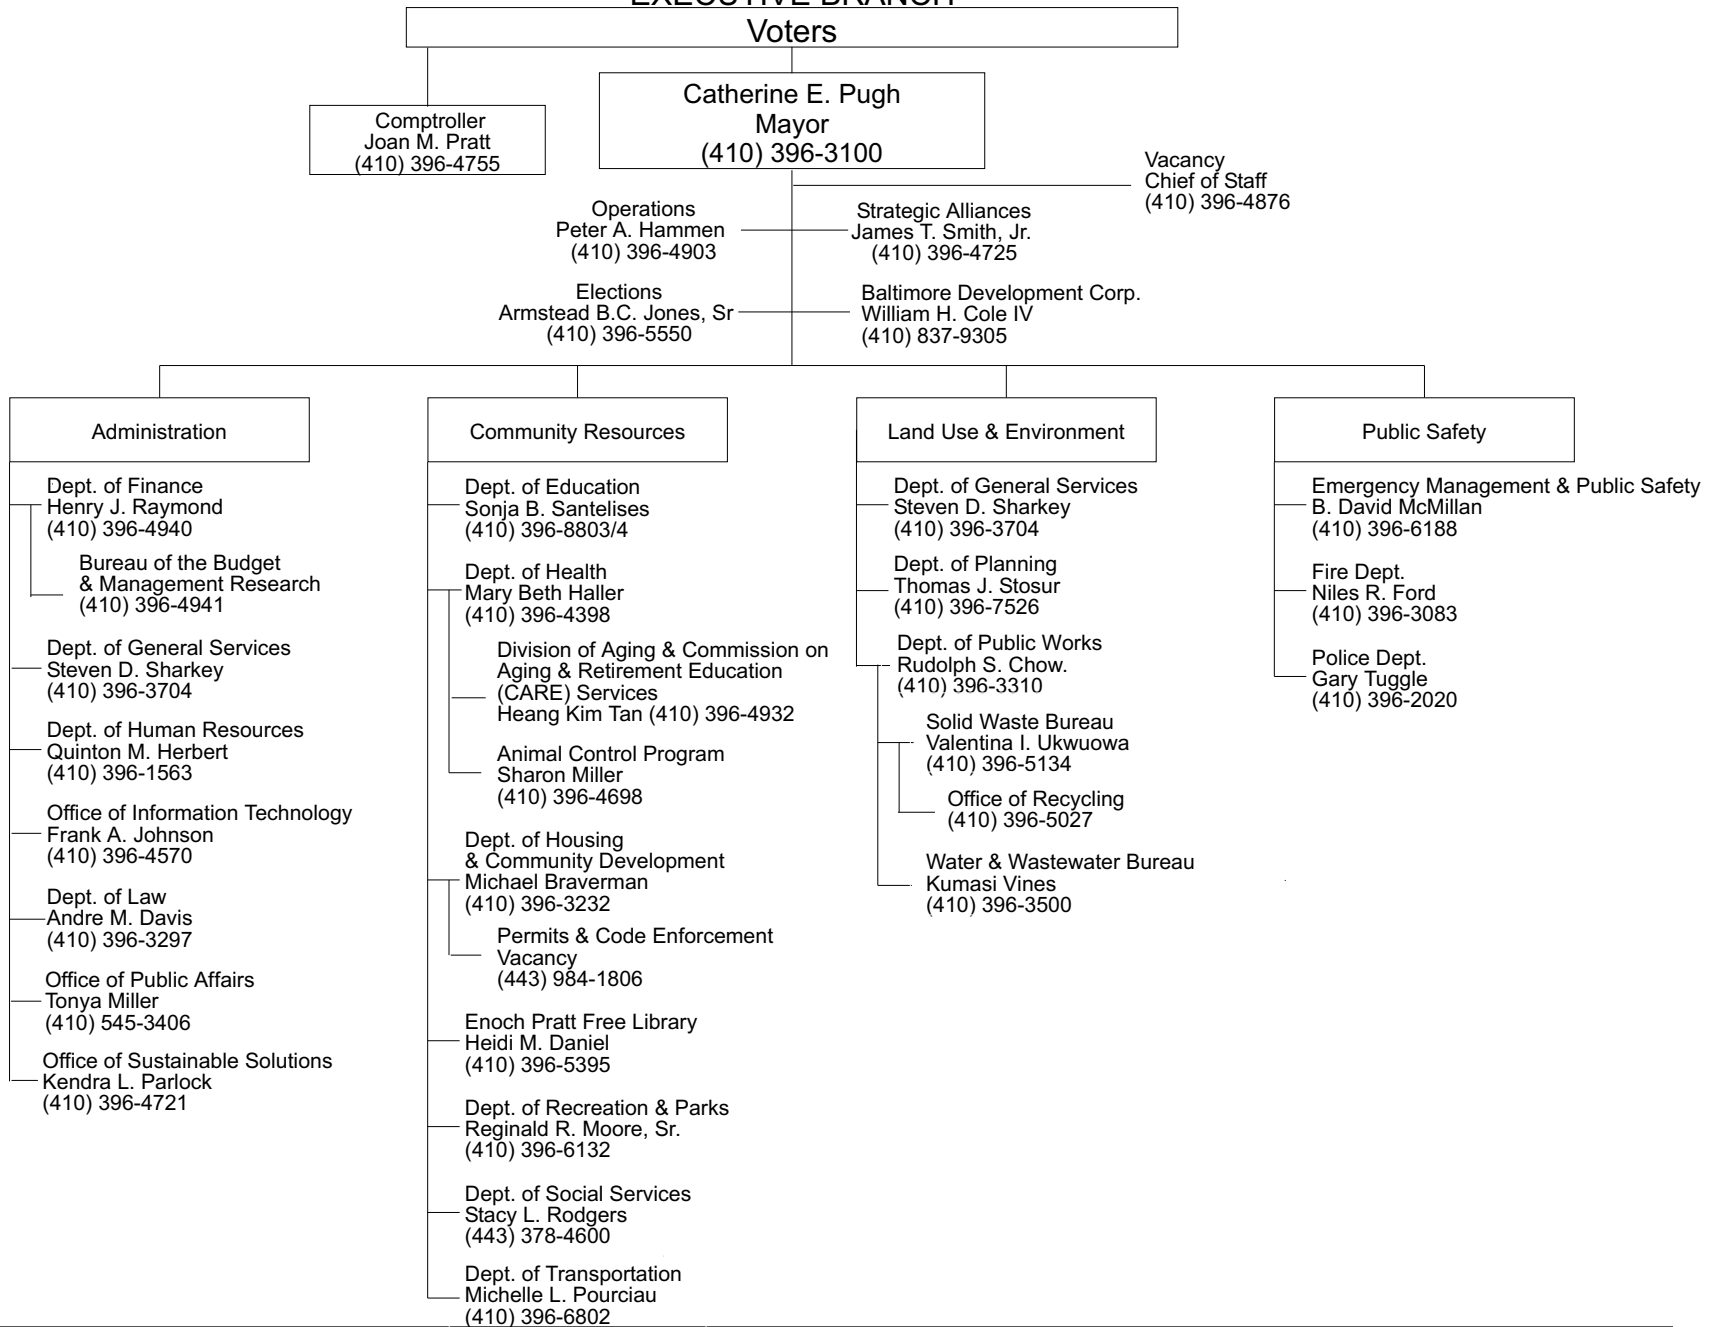 EXECUTIVE BRANCH
Voters
Catherine E. Pugh
Mayor
(410) 396-3100
Comptroller
Joan M. Pratt
(410) 396-4755
Vacancy
Chief of Staff
(410) 396-4876
Operations
Peter A. Hammen
(410) 396-4903
Strategic Alliances
James T. Smith, Jr.
(410) 396-4725
Elections
Armstead B.C. Jones, Sr
(410) 396-5550
Baltimore Development Corp.
William H. Cole IV
(410) 837-9305
Administration
Dept. of Finance
Henry J. Raymond
(410) 396-4940
Bureau of the Budget
& Management Research
(410) 396-4941
Dept. of General Services
Steven D. Sharkey
(410) 396-3704
Dept. of Human Resources
Quinton M. Herbert
(410) 396-1563
Office of Information Technology
Frank A. Johnson
(410) 396-4570
Dept. of Law
Andre M. Davis
(410) 396-3297
Office of Public Affairs
Tonya Miller
(410) 545-3406
Office of Sustainable Solutions
Kendra L. Parlock
(410) 396-4721
Community Resources
Dept. of Education
Sonja B. Santelises
(410) 396-8803/4
Dept. of Health
Mary Beth Haller
(410) 396-4398
Division of Aging & Commission on
Aging & Retirement Education
(CARE) Services
Heang Kim Tan (410) 396-4932
Animal Control Program
Sharon Miller
(410) 396-4698
Dept. of Housing
& Community Development
Michael Braverman
(410) 396-3232
Permits & Code Enforcement
Vacancy
(443) 984-1806
Enoch Pratt Free Library
Heidi M. Daniel
(410) 396-5395
Dept. of Recreation & Parks
Reginald R. Moore, Sr.
(410) 396-6132
Dept. of Social Services
Stacy L. Rodgers
(443) 378-4600
Dept. of Transportation
Michelle L. Pourciau
(410) 396-6802
Land Use & Environment
Dept. of General Services
Steven D. Sharkey
(410) 396-3704
Dept. of Planning
Thomas J. Stosur
(410) 396-7526
Dept. of Public Works
Rudolph S. Chow.
(410) 396-3310
Solid Waste Bureau
Valentina I. Ukwuowa
(410) 396-5134
Office of Recycling
(410) 396-5027
Water & Wastewater Bureau
Kumasi Vines
(410) 396-3500
Public Safety
Emergency Management & Public Safety
B. David McMillan
(410) 396-6188
Fire Dept.
Niles R. Ford
(410) 396-3083
Police Dept.
Gary Tuggle
(410) 396-2020